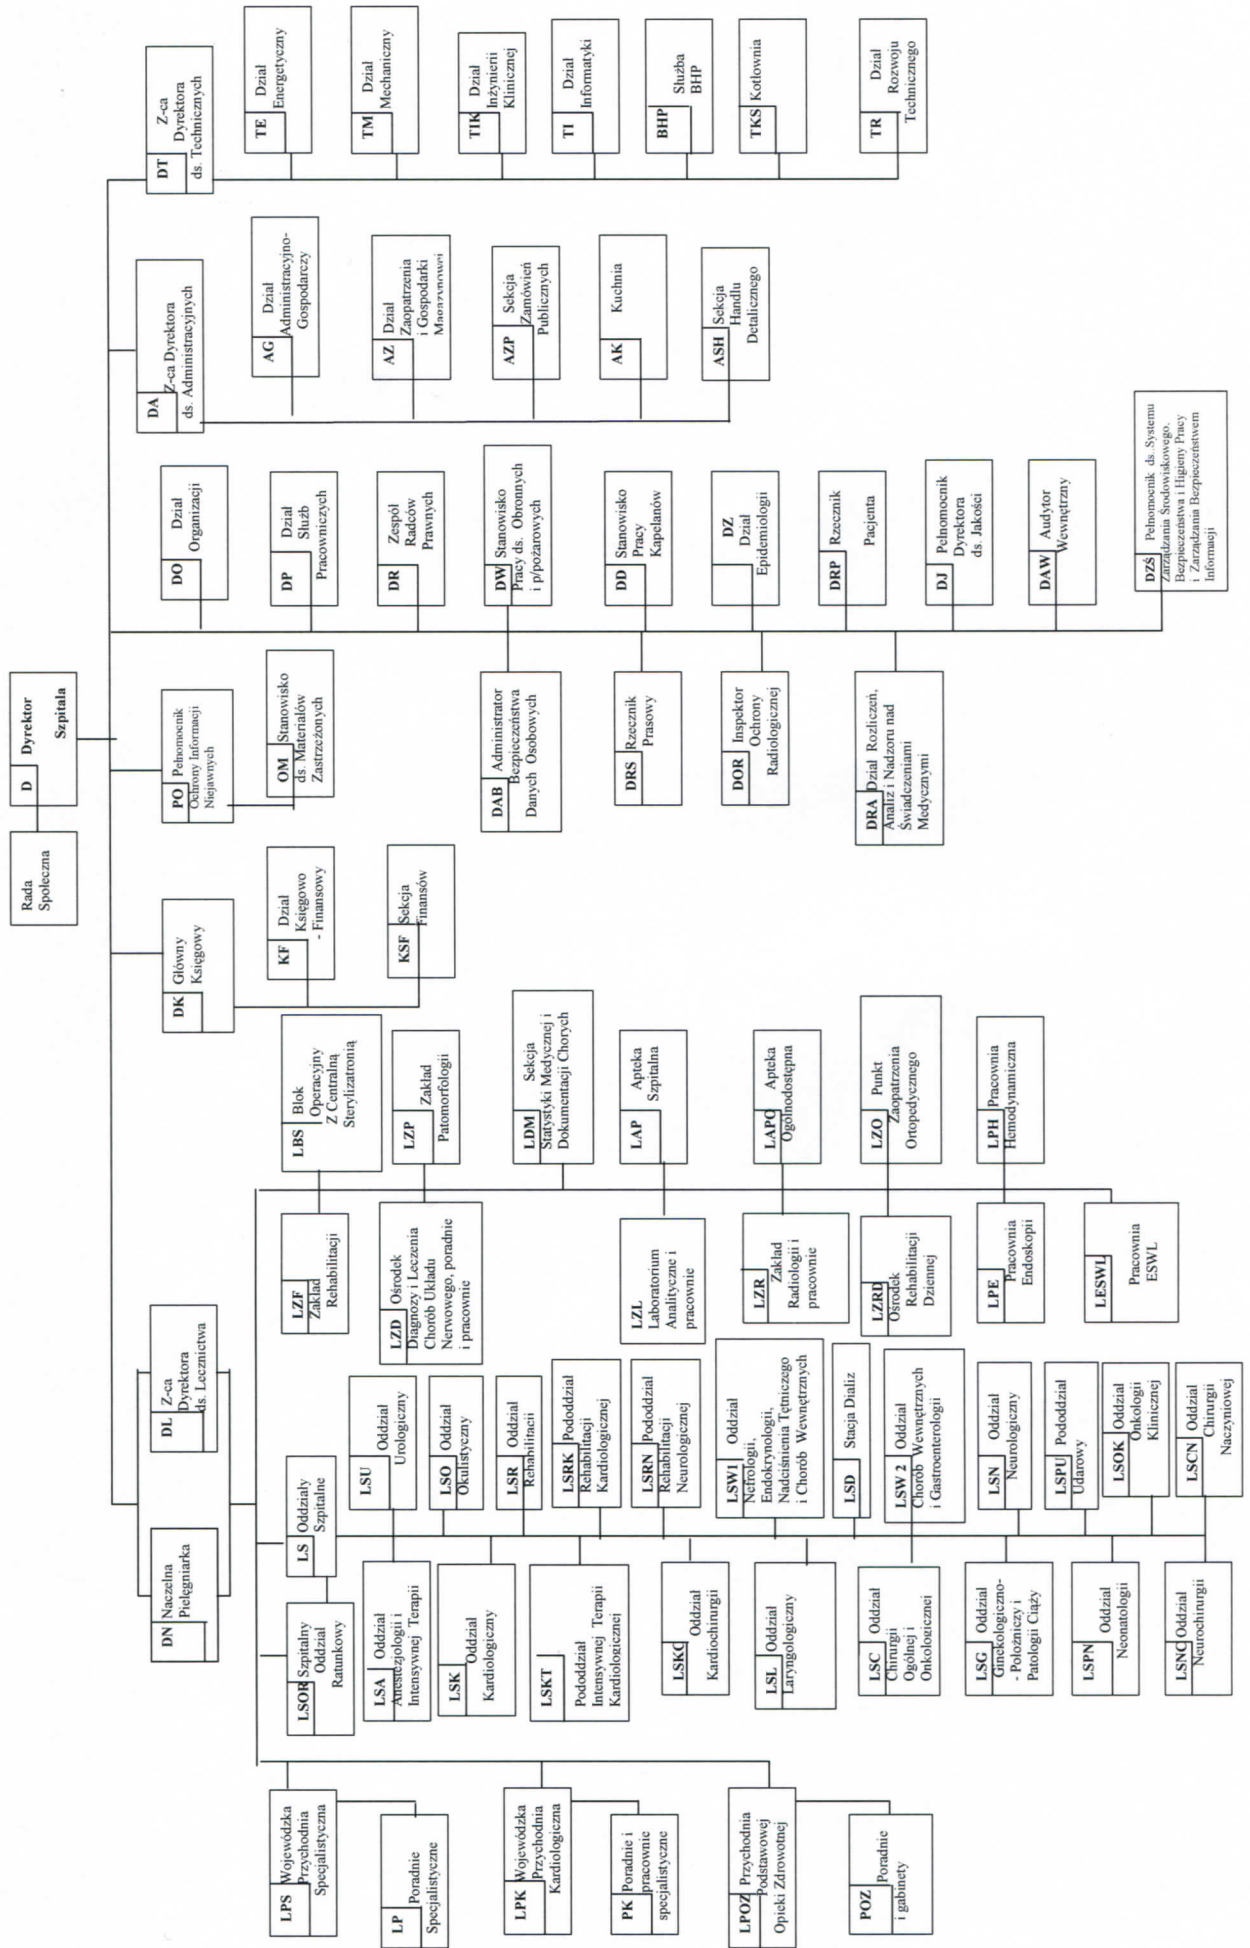 Rada
Społeczna
D Dyrektor
Szpitala
DN Naczelna
Pielęgniarka
DL Z-ca
Dyrektora
ds. Lecznictwa
DK Główny
Księgowy
PO Pełnomocnik
Ochrony Informacji
Niejawnych
DA
Z-ca Dyrektora
ds. Administracyjnych
DT Z-ca
Dyrektora
ds. Technicznych
LPS Wojewódzka
Przychodnia
Specjalistyczna
LP Poradnie
Specjalistyczne
LPK Wojewódzka
Przychodnia
Kardiologiczna
PK Poradnie i
pracownie
specjalistyczne
LPOZ Przychodnia
Podstawowej
Opieki Zdrowotnej
POZ Poradnie
i gabinety
LSOR Szpitalny
Oddział
Ratunkowy
LS Oddziały
Szpitalne
LSA Oddział
Anestezjologii i
Intensywnej Terapii
LSK Oddział
Kardiologiczny
LSKT
Pododdział
Intensywnej Terapii
Kardiologicznej
LSKC Oddział
Kardiochirurgii
LSL Oddział
Laryngologiczny
LSC Oddział
Chirurgii
Ogólnej i
Onkologicznej
LSG Oddział
Ginekologiczno-
- Położniczy i
Patologii Ciąży
LSPN Oddział
Neonatologii
LSNC Oddział
Neurochirurgii
LSU Oddział
Urologiczny
LSO Oddział
Okulistyczny
LSR Oddział
Rehabilitacii
LSRK Pododdział
Rehabilitacji
Kardiologicznej
LSRN Pododdział
Rehabilitacji
Neurologicznej
LSW1 Oddział
Nefrologii,
Endokrynologii,
Nadciśnienia Tętniczego
i Chorób Wewnętrznych
LSD Stacja Dializ
LSW 2 Oddział
Chorób Wewnętrznych
i Gastroenterologii
LSN Oddział
Neurologiczny
LSPU Pododdział
Udarowy
LSOK Oddział
Onkologii
Klinicznej
LSCN Oddział
Chirurgii
Naczyniowej
LZF
Zakład
Rehabilitacji
LZD Ośrodek
Diagnozy i Leczenia
Chorób Układu
Nerwowego, poradnie
i pracownie
LZL
Laboratorium
Analityczne i
pracownie
LZR
Zakład
Radiologii i
pracownie
LZRD
Ośrodek
Rehabilitacji
Dziennej
LPE
Pracownia
Endoskopii
LESWL
Pracownia
ESWL
LBS Blok
Operacyjny
Z Centralną
Sterylizatronią
LZP Zakład
Patomorfologii
LDM Sekcja
Statystyki Medycznej i
Dokumentacji Chorych
LAP Apteka
Szpitalna
LAPO Apteka
Ogólnodostępna
LZO Punkt
Zaopatrzenia
Ortopedycznego
LPH Pracownia
Hemodynamiczna
KF Dział
Księgowo
- Finansowy
KSF Sekcja
Finansów
OM Stanowisko
ds. Materiałów
Zastrzeżonych
DAB Administrator
Bezpieczeństwa
Danych Osobowych
DRS Rzecznik
Prasowy
DOR Inspektor
Ochrony
Radiologicznej
DRA Dział Rozliczeń,
Analiz i Nadzoru nad
Świadczeniami
Medycznymi
DO Dział
Organizacji
DP Dział
Służb
Pracowniczych
DR Zespół
Radców
Prawnych
DW Stanowisko
Pracy ds. Obronnych
i p/pożarowych
DD Stanowisko
Pracy
Kapelanów
DZ
Dział
Epidemiologii
DRP Rzecznik
Pacjenta
DJ Pełnomocnik
Dyrektora
ds. Jakości
DAW Audytor
Wewnętrzny
DZŚ Pełnomocnik ds..Systemu
Zarządzania Środowiskowego,
Bezpieczeństwa i Higieny Pracy
i Zarządzania Bezpieczeństwem
Informacji
AG Dział
Administracyjno-
Gospodarczy
AZ Dział
Zaopatrzenia
i Gospodarki
Magazynowej
AZP Sekcja
Zamówień
Publicznych
AK Kuchnia
ASH Sekcja
Handlu
Detalicznego
TE Dział
Energetyczny
TM Dział
Mechaniczny
TIK Dział
Inżynierii
Klinicznej
TI Dział
Informatyki
BHP Służba
BHP
TKS Kotłownia
TR Dział
Rozwoju
Technicznego